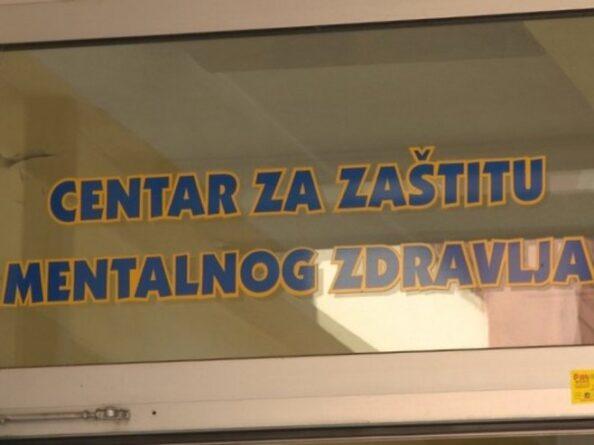 CENTAR ZA ZAŠTITU
MENTALNOG ZDRAVLJA